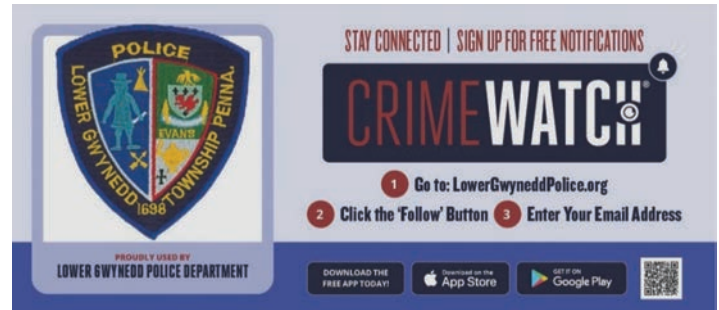 POLICE
LOWER GWYNEDD
TOWNSHIP PENNA.
EVANS
1698
PROUDLY USED BY
LOWER GWYNEDD POLICE DEPARTMENT
STAY CONNECTED | SIGN UP FOR FREE NOTIFICATIONS
CRIMEWATCH®
1 Go to: LowerGwyneddPolice.org
2 Click the ‘Follow’ Button 3 Enter Your Email Address
DOWNLOAD THE
FREE APP TODAY!
Download on the
App Store
GET IT ON
Google Play